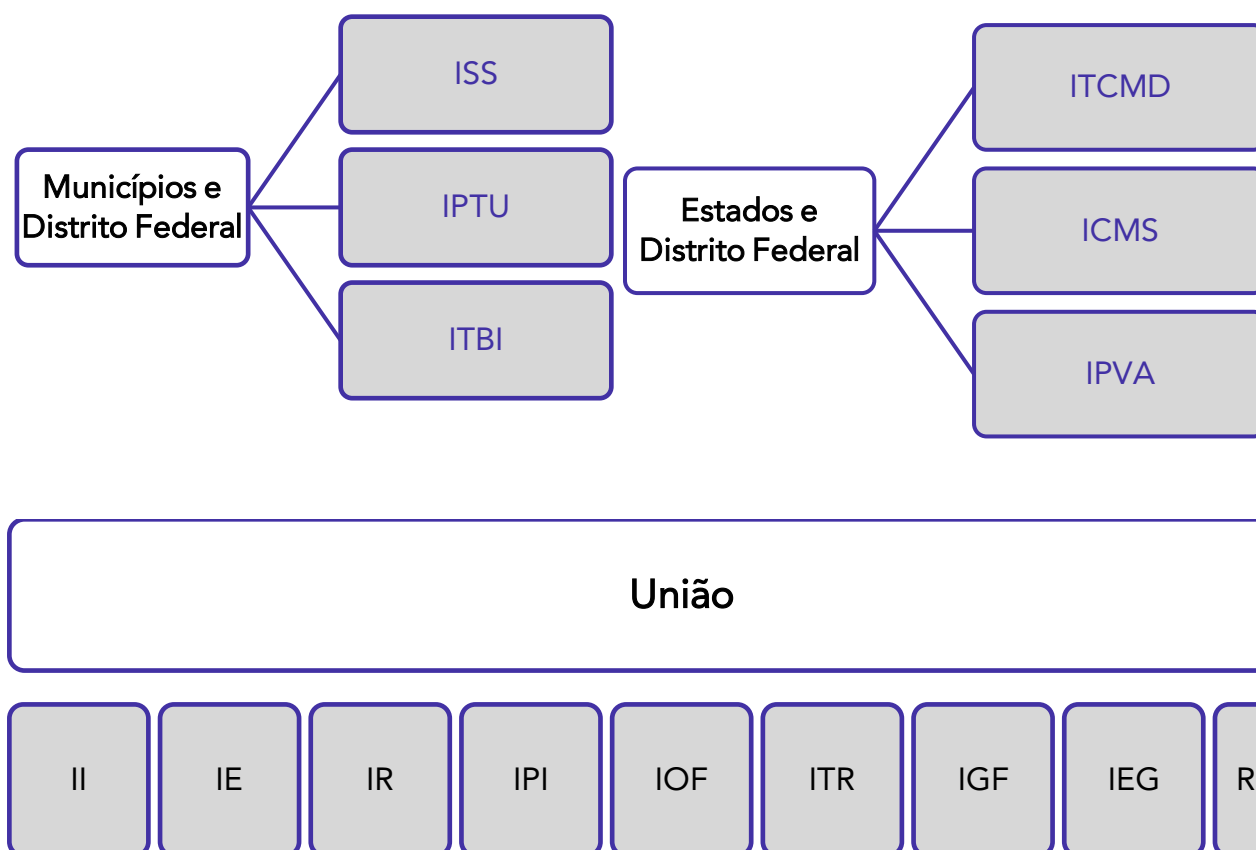 ISS
Municípios e
Distrito Federal
IPTU
ITBI
ITCMD
Estados e
Distrito Federal
ICMS
IPVA
União
II
IE
IR
IPI
IOF
ITR
IGF
IEG